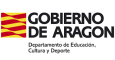 GOBIERNO
DE ARAGON
Departamento de Educación,
Cultura y Deporte